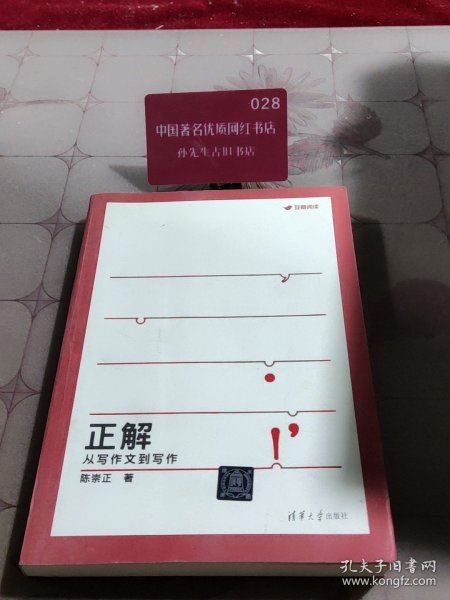 028
中国著名优质网红书店
孙先生古旧书店
豆瓣阅读
正解
从写作文到写作
陈崇正 著
清华大学出版社
孔夫子旧书网
www.kongfz.com